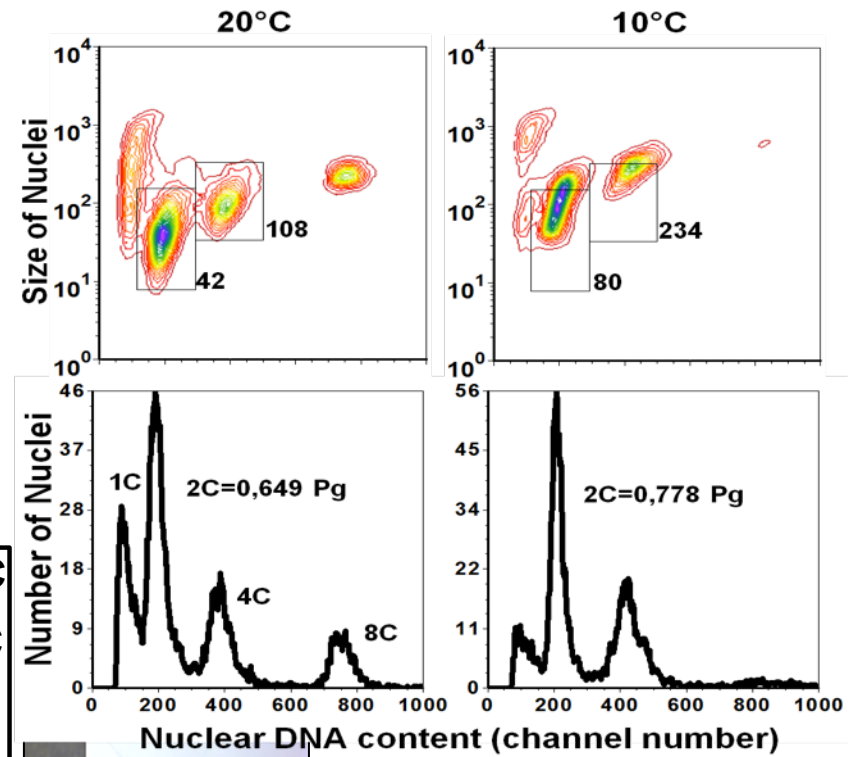 20°C 10°C
Size of Nuclei
10⁴ 10⁴
10³ 10³
10² 10²
10¹ 10¹
10⁰ 10⁰
108 234
42 80
Number of Nuclei
46 56
37 45
28 34
18 22
9 11
0 0
1C 2C=0,649 Pg 2C=0,778 Pg
4C
8C
0 200 400 600 800 1000 0 200 400 600 800 1000
Nuclear DNA content (channel number)